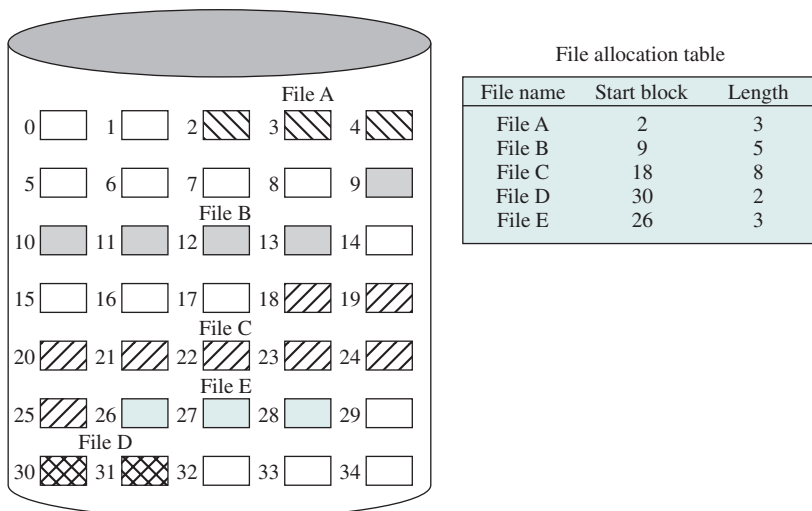 File A
0 1 2 3 4
5 6 7 8 9
File B
10 11 12 13 14
15 16 17 18 19
File C
20 21 22 23 24
File E
25 26 27 28 29
File D
30 31 32 33 34
File allocation table
File name Start block Length
File A 2 3
File B 9 5
File C 18 8
File D 30 2
File E 26 3